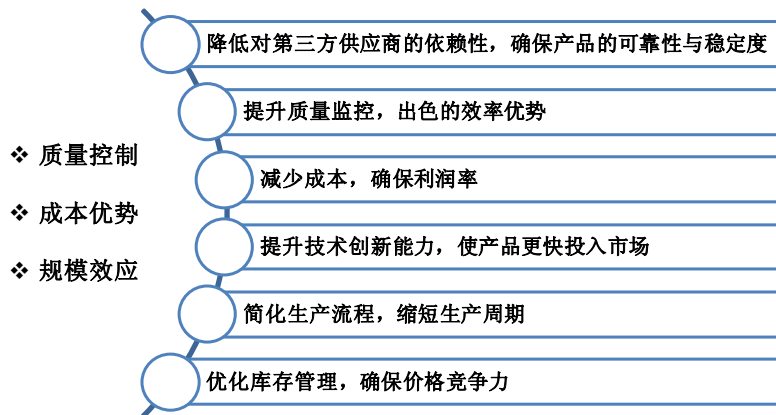 降低对第三方供应商的依赖性，确保产品的可靠性与稳定度
提升质量监控，出色的效率优势
质量控制
减少成本，确保利润率
成本优势
提升技术创新能力，使产品更快投入市场
规模效应
简化生产流程，缩短生产周期
优化库存管理，确保价格竞争力